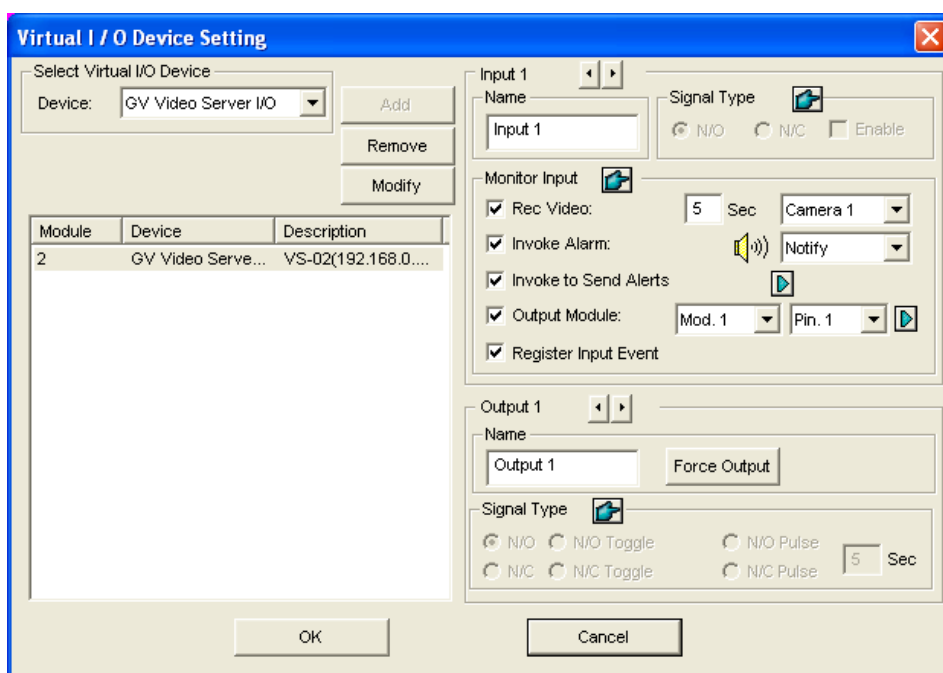 Virtual I / O Device Setting
Select Virtual I/O Device
Device: GV Video Server I/O
Add
Remove
Modify
Module Device Description
2 GV Video Serve... VS-02(192.168.0....
Input 1
Name
Input 1
Signal Type
N/O N/C Enable
Monitor Input
Rec Video: 5 Sec Camera 1
Invoke Alarm: Notify
Invoke to Send Alerts
Output Module: Mod. 1 Pin. 1
Register Input Event
Output 1
Name
Output 1 Force Output
Signal Type
N/O N/O Toggle N/O Pulse
N/C N/C Toggle N/C Pulse
5 Sec
OK Cancel